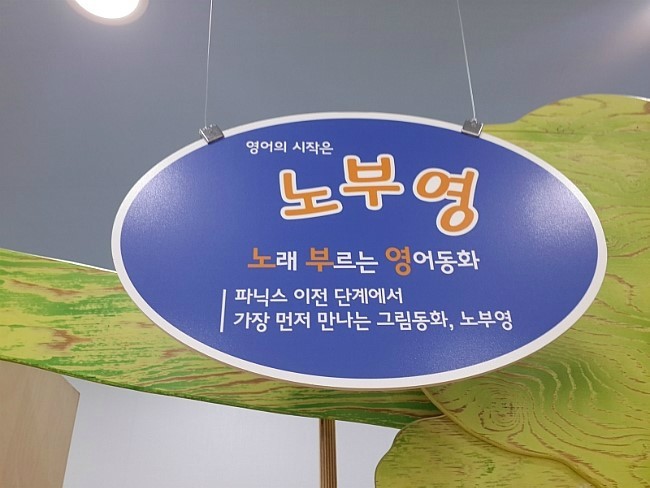 영어의 시작은
노부영
노래 부르는 영어동화
파닉스 이전 단계에서
가장 먼저 만나는 그림동화, 노부영